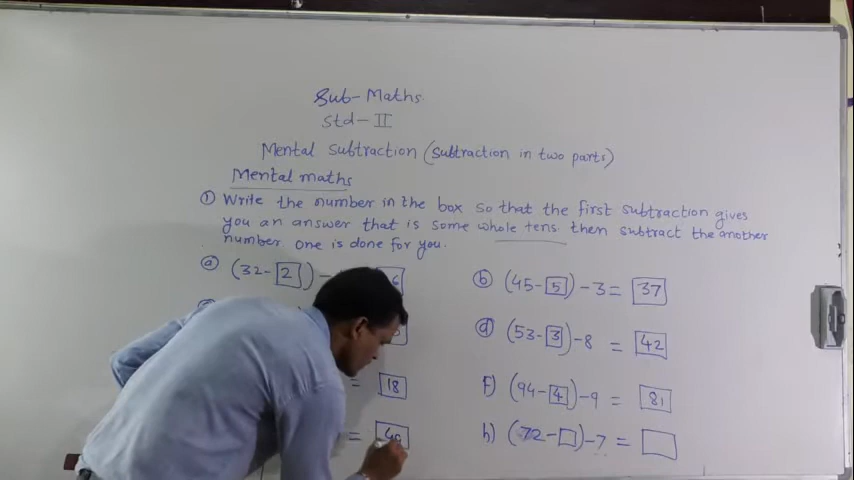 Sub- Maths.
Std- II
Mental Subtraction (Subtraction in two parts)
Mental maths
① Write the number in the box so that the first subtraction gives
you an answer that is some whole tens then subtract the another
number one is done for you.
ⓐ (32- 2 ) -
ⓑ (45- 5 ) -3= 37
ⓓ (53- 3 ) -8 = 42
= 18
f) (94- 4 ) -9 = 81
=
h) (72- ) -7 =